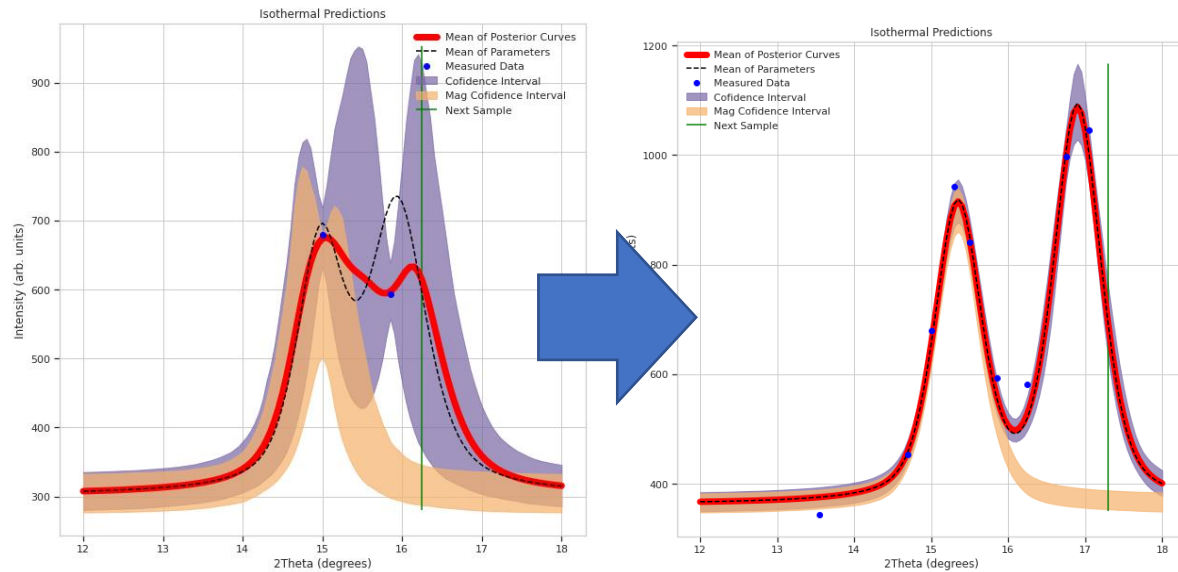 Isothermal Predictions
Mean of Posterior Curves
Mean of Parameters
Measured Data
Cofidence Interval
Mag Cofidence Interval
Next Sample
900
800
700
600
500
400
300
Intensity (arb. units)
12 13 14 15 16 17 18
2Theta (degrees)
Isothermal Predictions
Mean of Posterior Curves
Mean of Parameters
Measured Data
Cofidence Interval
Mag Cofidence Interval
Next Sample
1200
1000
800
600
400
12 13 14 15 16 17 18
2Theta (degrees)